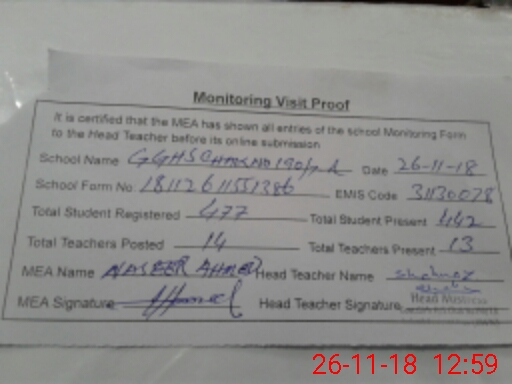 Monitoring Visit Proof
It is certified that the MEA has shown all entries of the school Monitoring Form
to the Head Teacher before its online submission
School Name GGHS Date 26-11-18
School Form No: EMIS Code 31130078
Total Student Registered 477 Total Student Present 442
Total Teachers Posted 14 Total Teachers Present 13
MEA Name NASEER AHMED Head Teacher Name Shahnaz
MEA Signature Head Teacher Signature Head Mistress
26-11-18 12:59